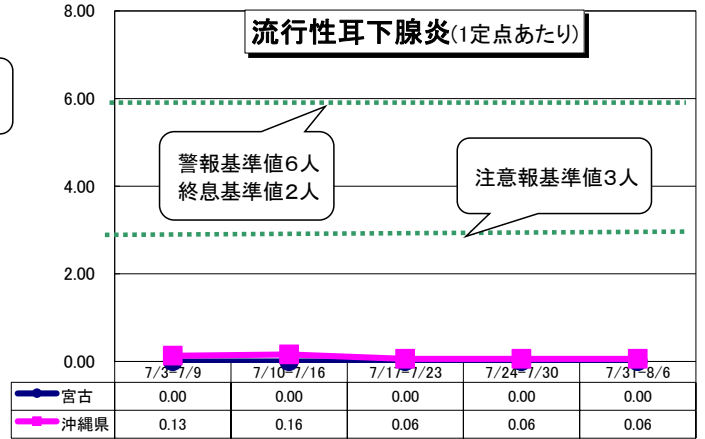 流行性耳下腺炎(1定点あたり)
8.00
6.00
4.00
2.00
0.00
警報基準値6人
終息基準値2人
注意報基準値3人
7/3-7/9 7/10-7/16 7/17-7/23 7/24-7/30 7/31-8/6
宮古 0.00 0.00 0.00 0.00 0.00
沖縄県 0.13 0.16 0.06 0.06 0.06